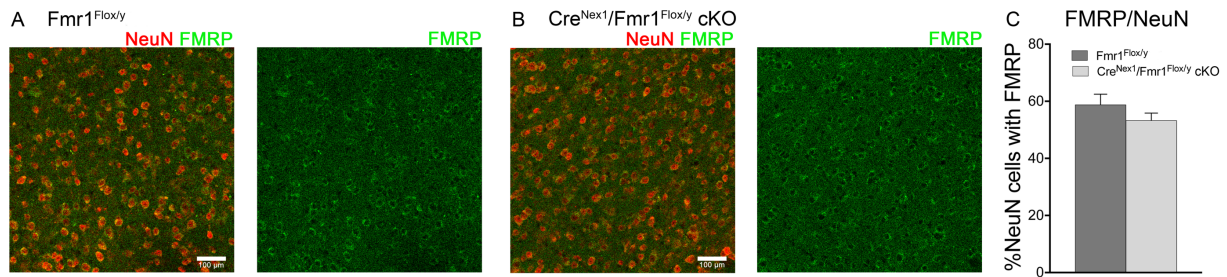 A Fmr1Flox/y
NeuN FMRP
FMRP
100 µm
B CreNex1/Fmr1Flox/y cKO
NeuN FMRP
FMRP
100 µm
C FMRP/NeuN
%NeuN cells with FMRP
80
60
40
20
0
Fmr1Flox/y
CreNex1/Fmr1Flox/y cKO